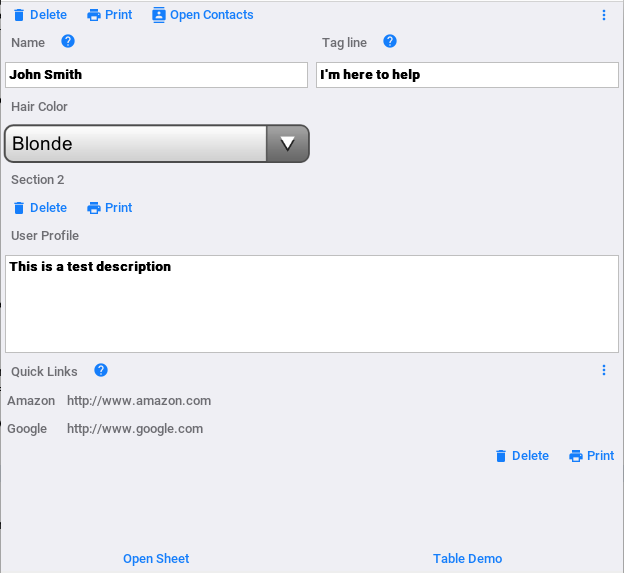 Delete Print Open Contacts
Name Tag line
John Smith I'm here to help
Hair Color
Blonde
Section 2
Delete Print
User Profile
This is a test description
Quick Links
Amazon http://www.amazon.com
Google http://www.google.com
Delete Print
Open Sheet Table Demo